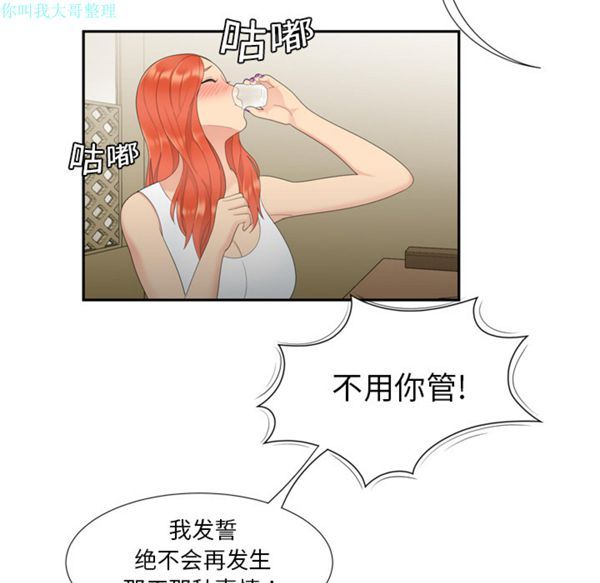 你叫我大哥整理
咕嘟
咕嘟
不用你管!
我发誓
绝不会再发生